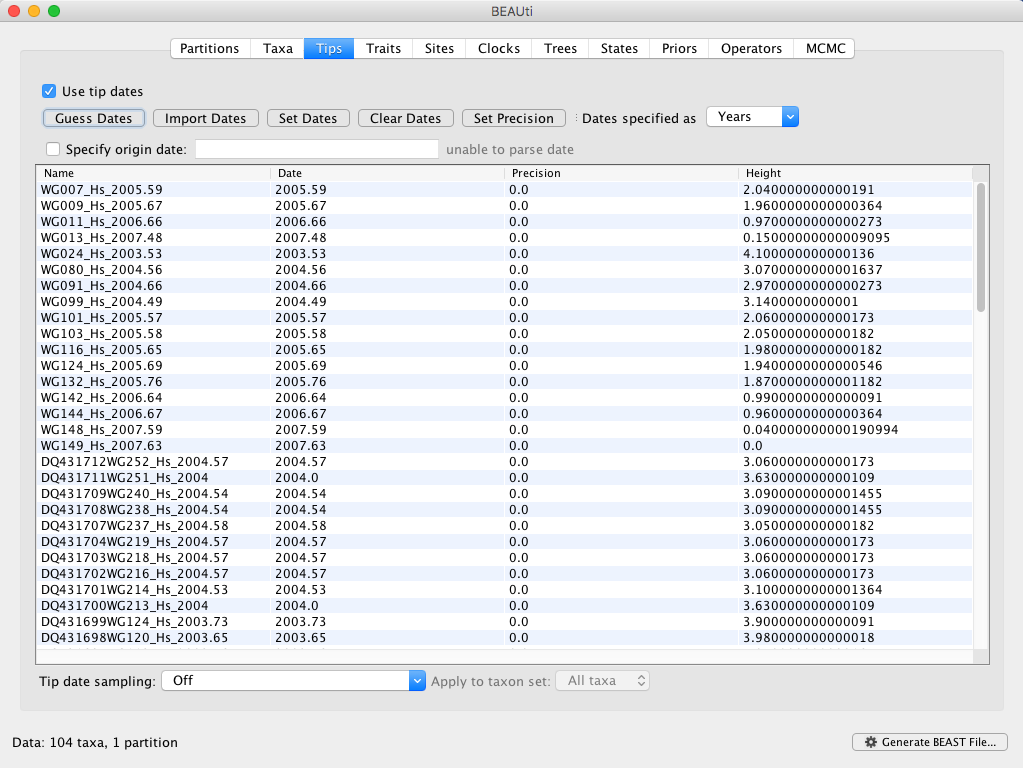 BEAUti
Partitions Taxa Tips Traits Sites Clocks Trees States Priors Operators MCMC
Use tip dates
Guess Dates Import Dates Set Dates Clear Dates Set Precision Dates specified as Years
Specify origin date: unable to parse date
Name Date Precision Height
WG007_Hs_2005.59 2005.59 0.0 2.040000000000191
WG009_Hs_2005.67 2005.67 0.0 1.9600000000000364
WG011_Hs_2006.66 2006.66 0.0 0.9700000000000273
WG013_Hs_2007.48 2007.48 0.0 0.15000000000009095
WG024_Hs_2003.53 2003.53 0.0 4.100000000000136
WG080_Hs_2004.56 2004.56 0.0 3.0700000000001637
WG091_Hs_2004.66 2004.66 0.0 2.9700000000000273
WG099_Hs_2004.49 2004.49 0.0 3.1400000000001
WG101_Hs_2005.57 2005.57 0.0 2.060000000000173
WG103_Hs_2005.58 2005.58 0.0 2.050000000000182
WG116_Hs_2005.65 2005.65 0.0 1.9800000000000182
WG124_Hs_2005.69 2005.69 0.0 1.9400000000000546
WG132_Hs_2005.76 2005.76 0.0 1.8700000000001182
WG142_Hs_2006.64 2006.64 0.0 0.990000000000091
WG144_Hs_2006.67 2006.67 0.0 0.9600000000000364
WG148_Hs_2007.59 2007.59 0.0 0.040000000000190994
WG149_Hs_2007.63 2007.63 0.0 0.0
DQ431712WG252_Hs_2004.57 2004.57 0.0 3.060000000000173
DQ431711WG251_Hs_2004 2004.0 0.0 3.630000000000109
DQ431709WG240_Hs_2004.54 2004.54 0.0 3.0900000000001455
DQ431708WG238_Hs_2004.54 2004.54 0.0 3.0900000000001455
DQ431707WG237_Hs_2004.58 2004.58 0.0 3.050000000000182
DQ431704WG219_Hs_2004.57 2004.57 0.0 3.060000000000173
DQ431703WG218_Hs_2004.57 2004.57 0.0 3.060000000000173
DQ431702WG216_Hs_2004.57 2004.57 0.0 3.060000000000173
DQ431701WG214_Hs_2004.53 2004.53 0.0 3.1000000000001364
DQ431700WG213_Hs_2004 2004.0 0.0 3.630000000000109
DQ431699WG124_Hs_2003.73 2003.73 0.0 3.900000000000091
DQ431698WG120_Hs_2003.65 2003.65 0.0 3.980000000000018
Tip date sampling: Off Apply to taxon set: All taxa
Data: 104 taxa, 1 partition
Generate BEAST File...